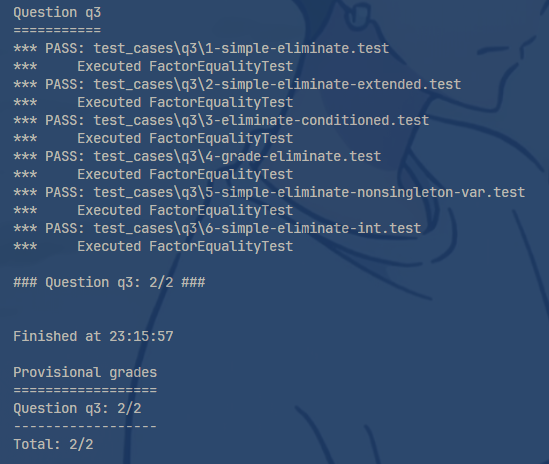 Question q3
===========
*** PASS: test_cases\q3\1-simple-eliminate.test
***     Executed FactorEqualityTest
*** PASS: test_cases\q3\2-simple-eliminate-extended.test
***     Executed FactorEqualityTest
*** PASS: test_cases\q3\3-eliminate-conditioned.test
***     Executed FactorEqualityTest
*** PASS: test_cases\q3\4-grade-eliminate.test
***     Executed FactorEqualityTest
*** PASS: test_cases\q3\5-simple-eliminate-nonsingleton-var.test
***     Executed FactorEqualityTest
*** PASS: test_cases\q3\6-simple-eliminate-int.test
***     Executed FactorEqualityTest

### Question q3: 2/2 ###

Finished at 23:15:57

Provisional grades
==================
Question q3: 2/2
------------------
Total: 2/2